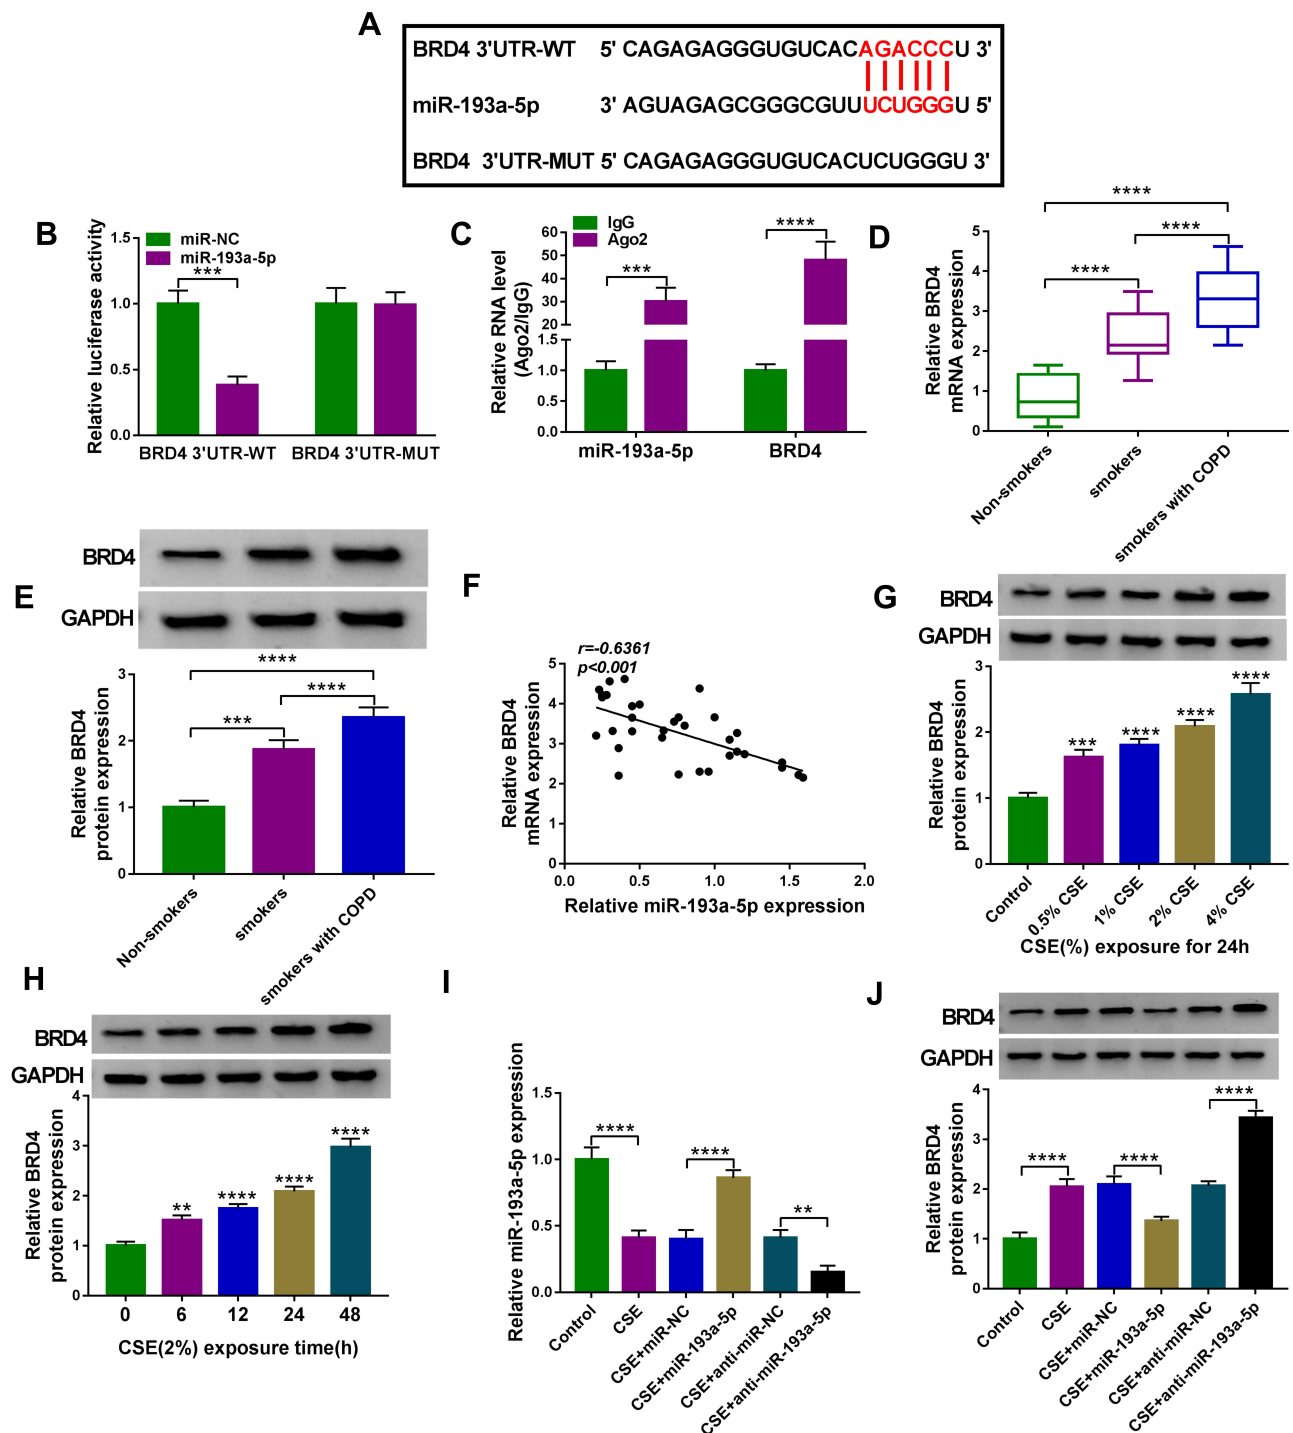 A
BRD4 3'UTR-WT 5' CAGAGAGGGUGUCACAGACCCU 3'
miR-193a-5p 3' AGUAGAGCGGGCGUUUCUGGGU 5'
BRD4 3'UTR-MUT 5' CAGAGAGGGUGUCACUCUGGGU 3'
B
Relative luciferase activity
miR-NC
miR-193a-5p
***
1.5
1.0
0.5
0.0
BRD4 3'UTR-WT BRD4 3'UTR-MUT
C
Relative RNA level
(Ago2/IgG)
IgG
Ago2
***
****
60
50
40
30
20
1.5
1.0
0.5
0.0
miR-193a-5p BRD4
D
Relative BRD4
mRNA expression
****
****
****
5
4
3
2
1
0
Non-smokers
smokers
smokers with COPD
E
BRD4
GAPDH
Relative BRD4
protein expression
****
****
***
3
2
1
0
Non-smokers
smokers
smokers with COPD
F
r=-0.6361
p<0.001
Relative BRD4
mRNA expression
5
4
3
2
1
0
0.0 0.5 1.0 1.5 2.0
Relative miR-193a-5p expression
G
BRD4
GAPDH
Relative BRD4
protein expression
3
2
1
0
***
****
****
****
Control
0.5% CSE
1% CSE
2% CSE
4% CSE
CSE(%) exposure for 24h
H
BRD4
GAPDH
Relative BRD4
protein expression
4
3
2
1
0
**
****
****
****
0 6 12 24 48
CSE(2%) exposure time(h)
I
Relative miR-193a-5p expression
1.5
1.0
0.5
0.0
****
****
**
Control
CSE
CSE+miR-NC
CSE+miR-193a-5p
CSE+anti-miR-NC
CSE+anti-miR-193a-5p
J
BRD4
GAPDH
Relative BRD4
protein expression
4
3
2
1
0
****
****
****
Control
CSE
CSE+miR-NC
CSE+miR-193a-5p
CSE+anti-miR-NC
CSE+anti-miR-193a-5p